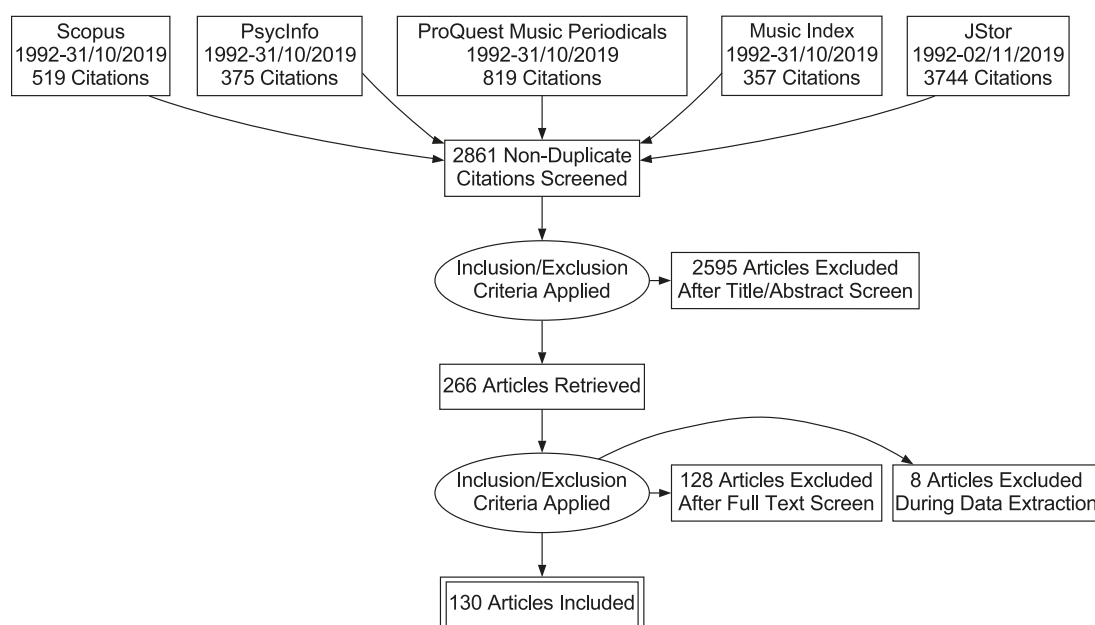 Scopus
1992-31/10/2019
519 Citations
PsycInfo
1992-31/10/2019
375 Citations
ProQuest Music Periodicals
1992-31/10/2019
819 Citations
Music Index
1992-31/10/2019
357 Citations
JStor
1992-02/11/2019
3744 Citations
2861 Non-Duplicate
Citations Screened
Inclusion/Exclusion
Criteria Applied
2595 Articles Excluded
After Title/Abstract Screen
266 Articles Retrieved
Inclusion/Exclusion
Criteria Applied
128 Articles Excluded
After Full Text Screen
8 Articles Excluded
During Data Extraction
130 Articles Included